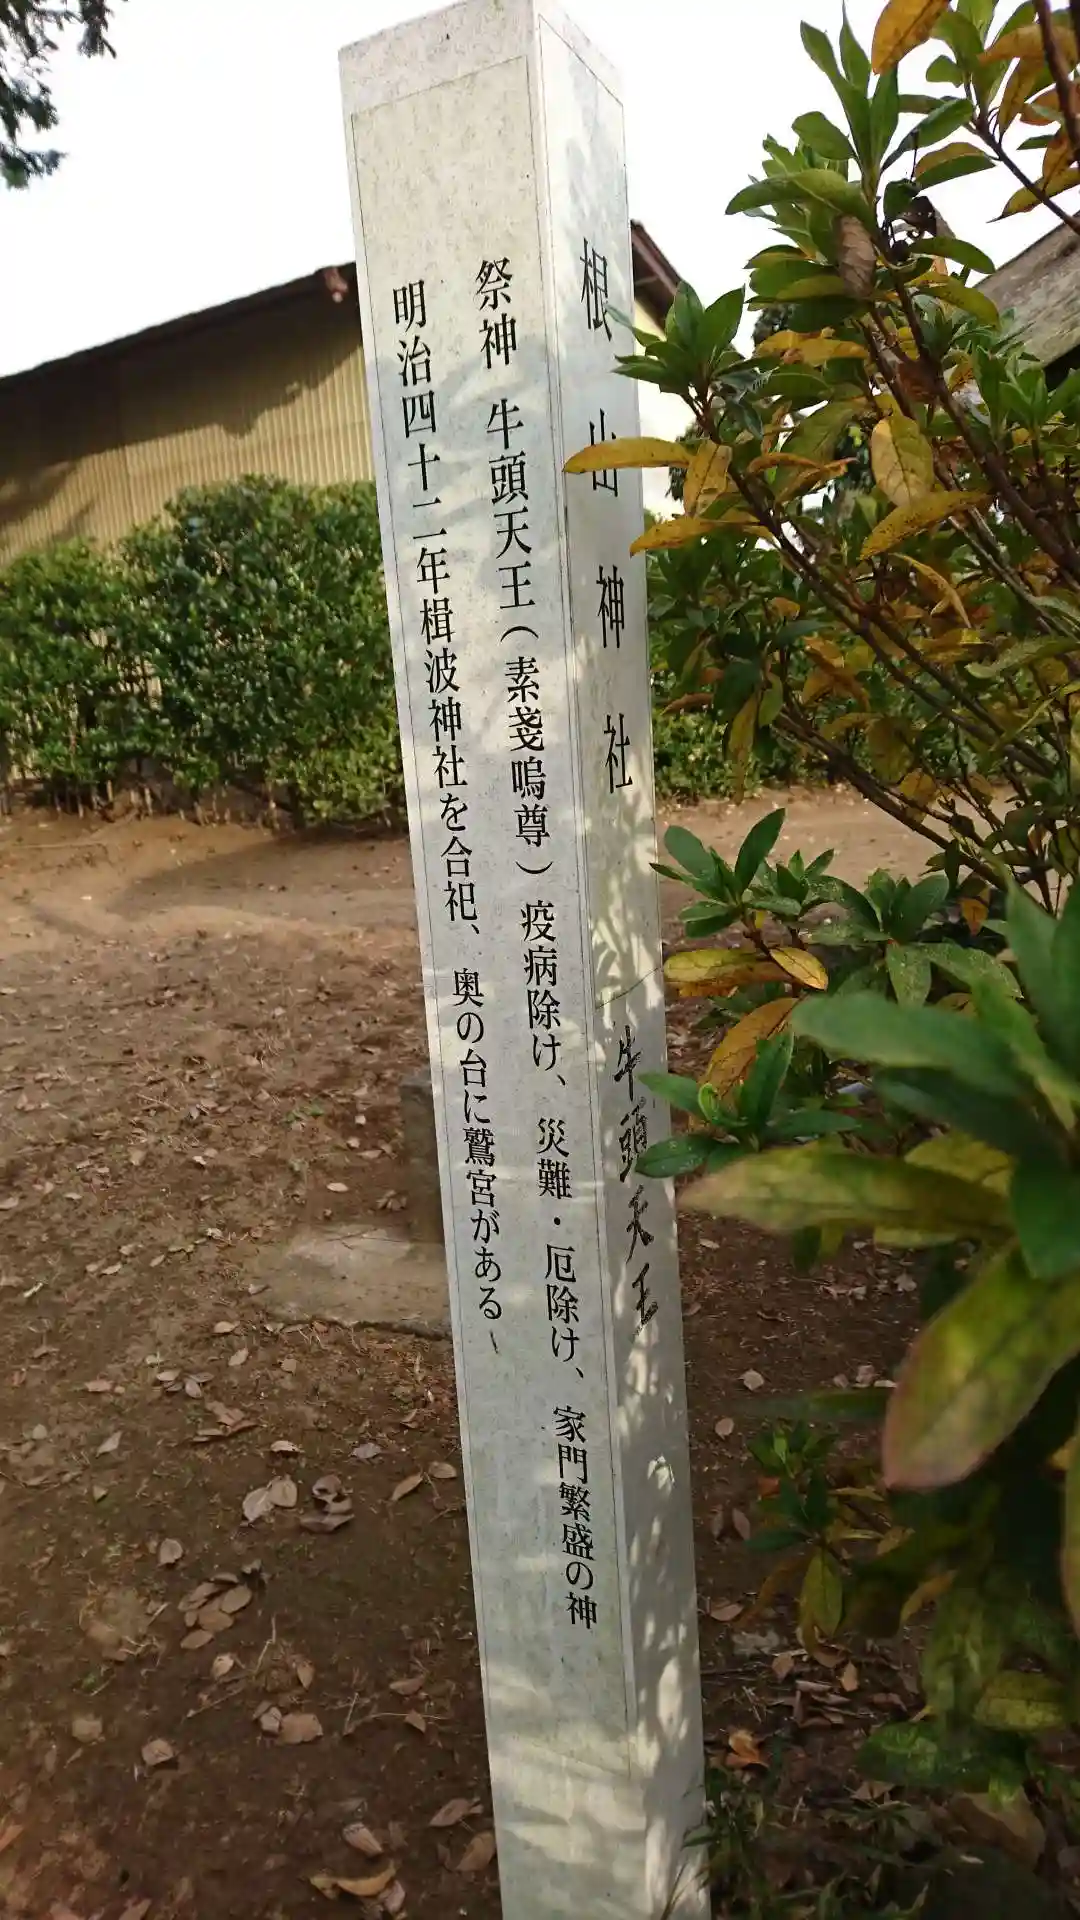 根山神社
牛頭天王
祭神 牛頭天王(素戔嗚尊)疫病除け、災難・厄除け、家門繁盛の神
明治四十二年楫波神社を合祀、奥の台に鷲宮がある